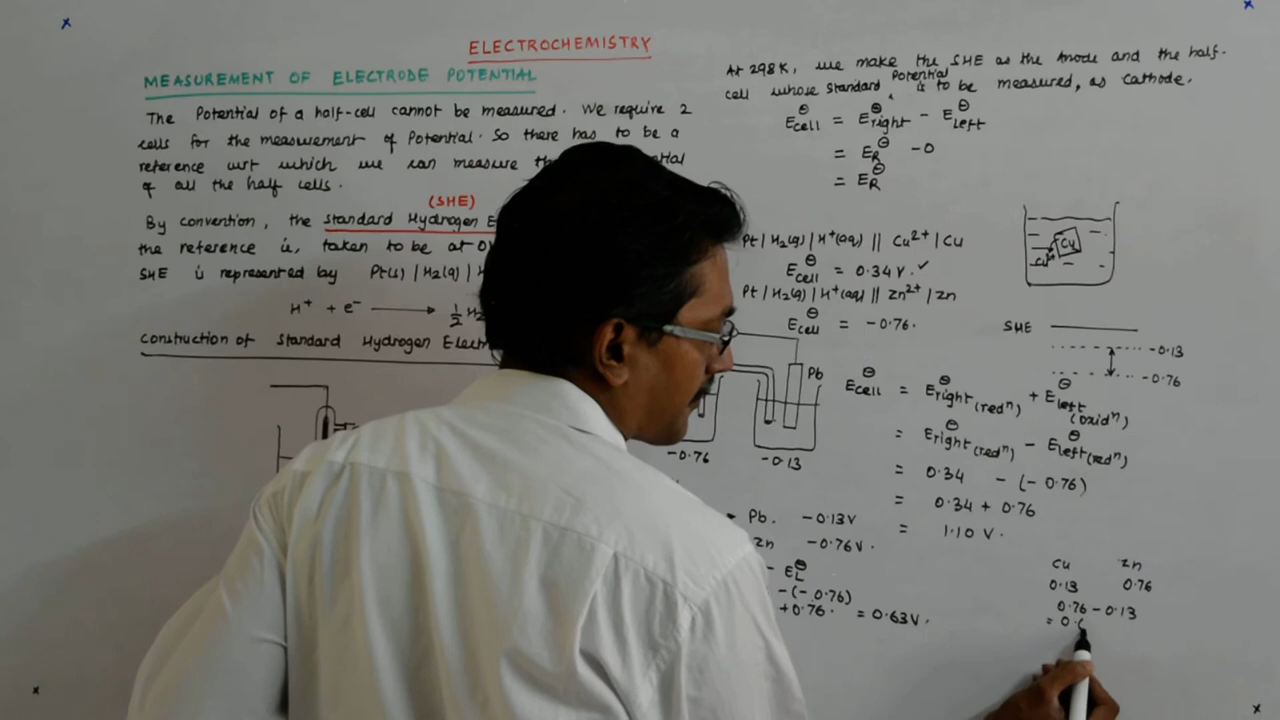 ELECTROCHEMISTRY
MEASUREMENT OF ELECTRODE POTENTIAL
The Potential of a half-cell cannot be measured. We require 2
cells for the measurement of Potential. So there has to be a
reference wrt which we can measure
of all the half cells.
(SHE)
By convention, the standard Hydrogen
the reference is, taken to be at
SHE is represented by Pt(s) | H₂(g) |
H⁺ + e⁻ ⟶ ½ H₂
construction of Standard Hydrogen
At 298K, we make the SHE as the Anode and the half-
Potential
cell whose standard ‸ is to be measured, as cathode.
E⊖cell = E⊖right - E⊖left
= E⊖R - 0
= E⊖R
Pt | H₂(g) | H⁺(aq) || Cu²⁺ | Cu
E⊖cell = 0.34 V. ✓
Pt | H₂(g) | H⁺(aq) || Zn²⁺ | Zn
E⊖cell = -0.76.
Cu
SHE
-0.13
-0.76
Pb
-0.76 -0.13
E⊖cell = E⊖right (redⁿ) + E⊖left (oxidⁿ)
= E⊖right (redⁿ) - E⊖left (redⁿ)
= 0.34 - (-0.76)
= 0.34 + 0.76
= 1.10 V.
Pb. -0.13V
Zn -0.76V.
- E⊖L
-(-0.76)
+0.76. = 0.63V.
Cu Zn
0.13 0.76
0.76 - 0.13
= 0.